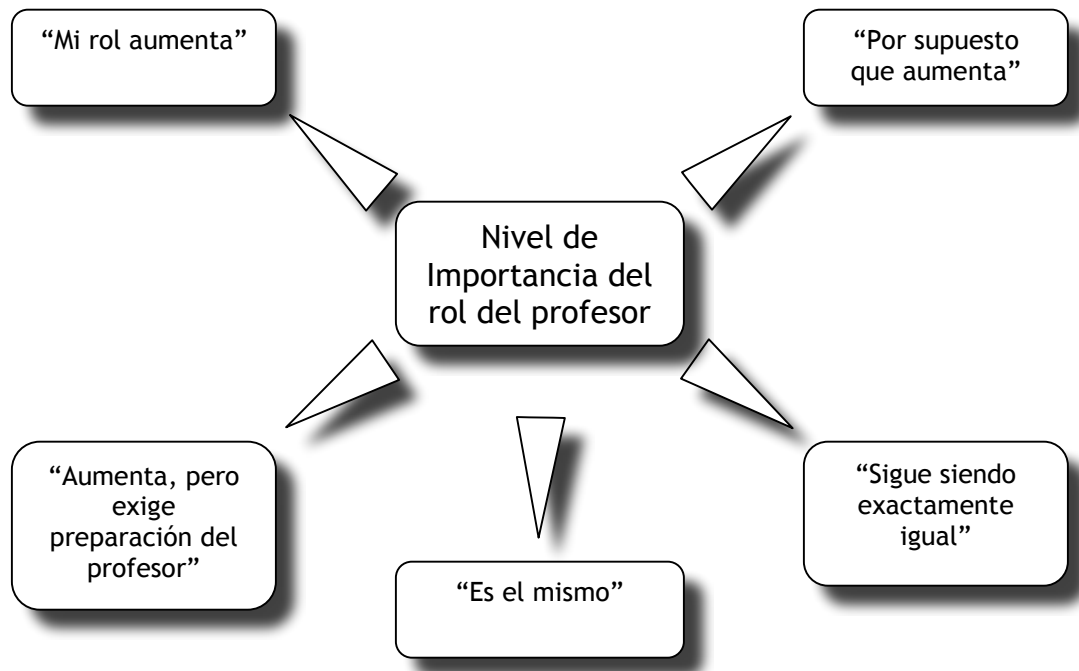 “Mi rol aumenta”
“Por supuesto
que aumenta”
Nivel de
Importancia del
rol del profesor
“Aumenta, pero
exige
preparación del
profesor”
“Es el mismo”
“Sigue siendo
exactamente
igual”